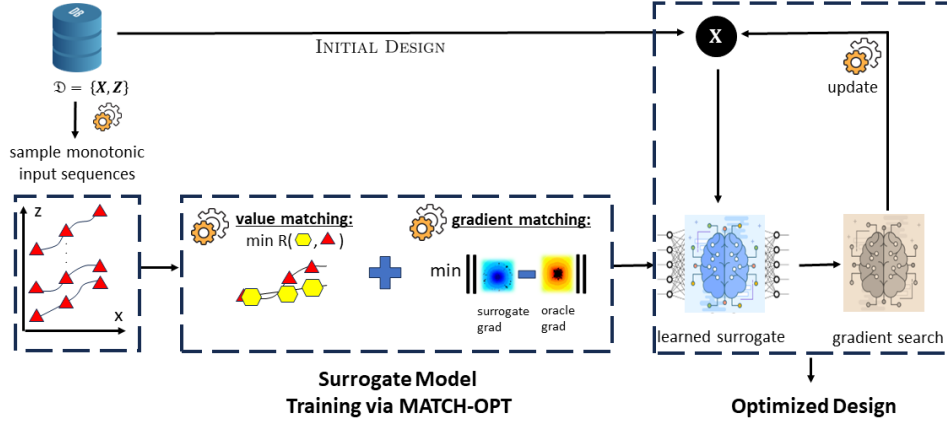 DB
𝔇 = {X, Z}
INITIAL DESIGN
X
update
sample monotonic
input sequences
Z
X
value matching:
min R( , )
gradient matching:
min
surrogate
grad
oracle
grad
learned surrogate
gradient search
Surrogate Model
Training via MATCH-OPT
Optimized Design